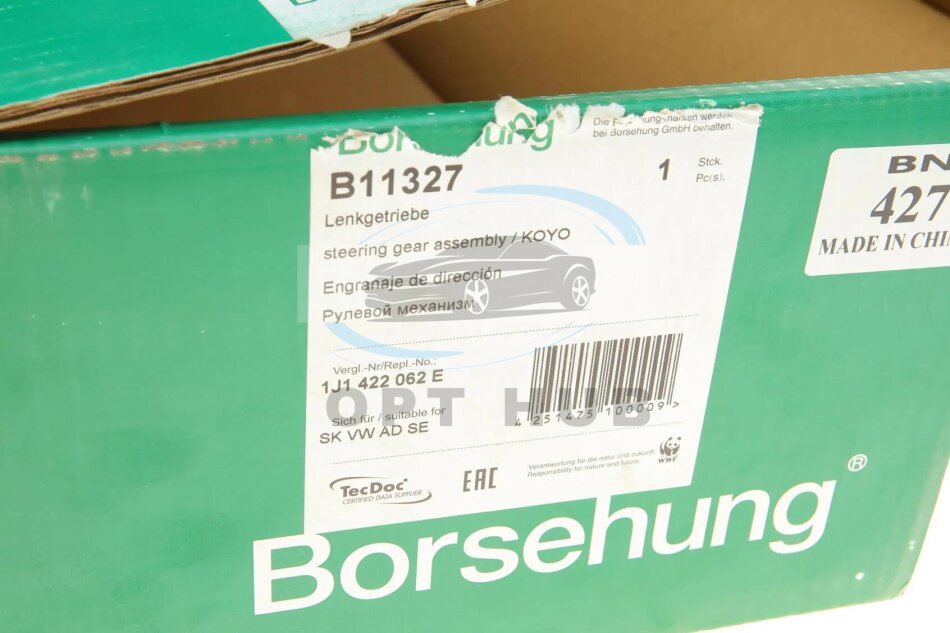 Borsehung
Die Borsehung-Marken werden
bei Borsehung GmbH behalten.
B11327
1 Stck.
Pc(s).
Lenkgetriebe
steering gear assembly / KOYO
Engranaje de dirección
Рулевой механизм
Vergl.-Nr/Repl.-No.:
1J1 422 062 E
Sich für / suitable for
SK VW AD SE
4 251475 100009 >
OPT HUB
TecDoc
CERTIFIED DATA SUPPLIER
EAC
Verantwortung für die natur und zukunft.
Responsibility for nature and future.
WWF
BN
427
MADE IN CHI
Borsehung®